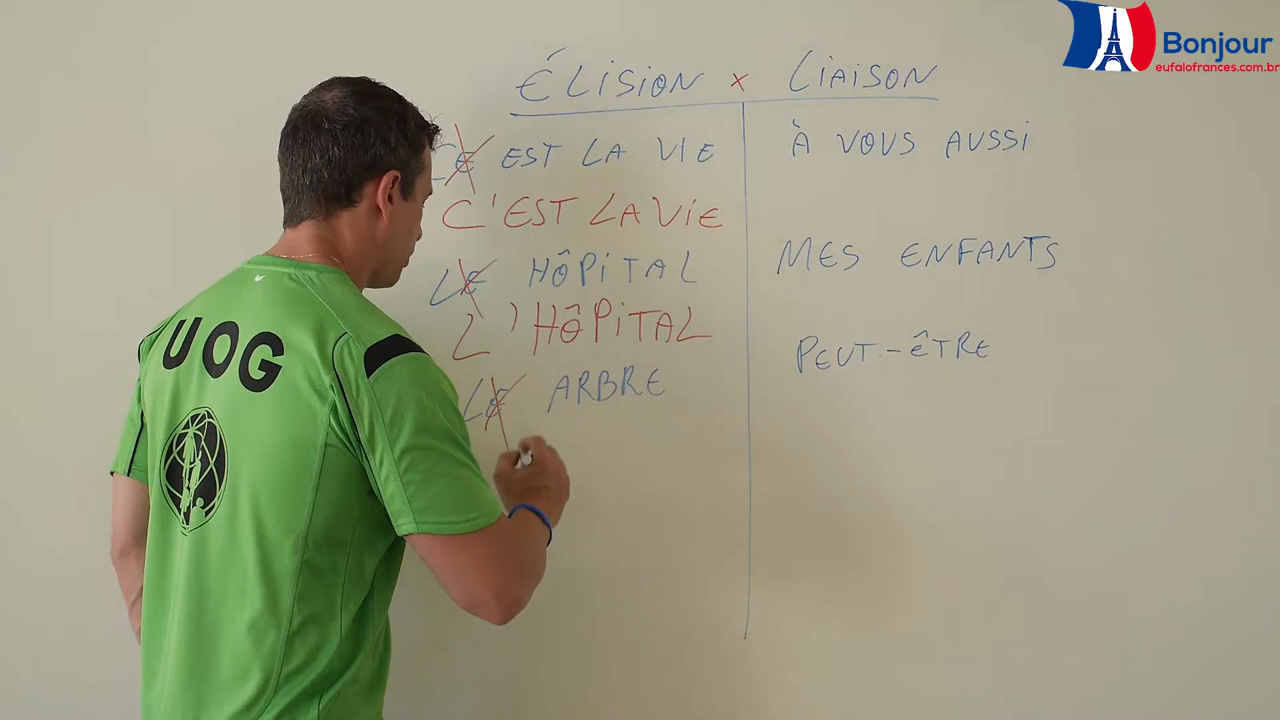 Bonjour
eufalofrances.com.br
ÉLISION x LIAISON
CE EST LA VIE
C'EST LA VIE
LE HÔPITAL
L'HÔPITAL
LE ARBRE
À VOUS AUSSI
MES ENFANTS
PEUT-ÊTRE
UOG